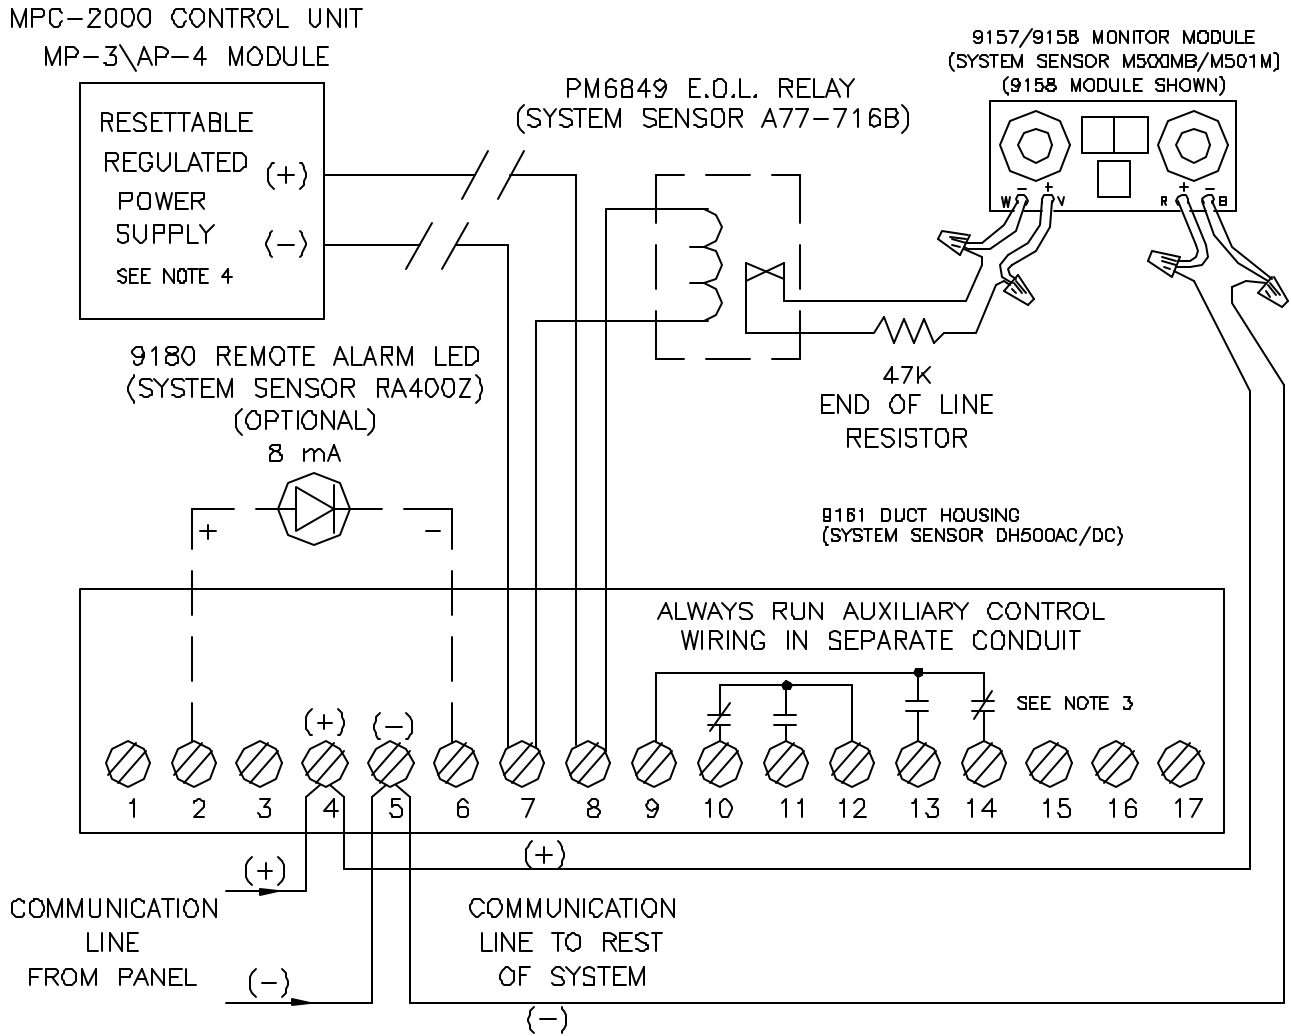 MPC-2000 CONTROL UNIT
MP-3\AP-4 MODULE
RESETTABLE
REGULATED
POWER
SUPPLY
SEE NOTE 4
(+)
(-)
PM6849 E.O.L. RELAY
(SYSTEM SENSOR A77-716B)
9157/9158 MONITOR MODULE
(SYSTEM SENSOR M500MB/M501M)
(9158 MODULE SHOWN)
W - + V
R + - B
9180 REMOTE ALARM LED
(SYSTEM SENSOR RA400Z)
(OPTIONAL)
8 mA
+ -
47K
END OF LINE
RESISTOR
9161 DUCT HOUSING
(SYSTEM SENSOR DH500AC/DC)
ALWAYS RUN AUXILIARY CONTROL
WIRING IN SEPARATE CONDUIT
SEE NOTE 3
(+) (-)
1 2 3 4 5 6 7 8 9 10 11 12 13 14 15 16 17
(+)
(+)
COMMUNICATION
LINE
FROM PANEL
(-)
COMMUNICATION
LINE TO REST
OF SYSTEM
(-)